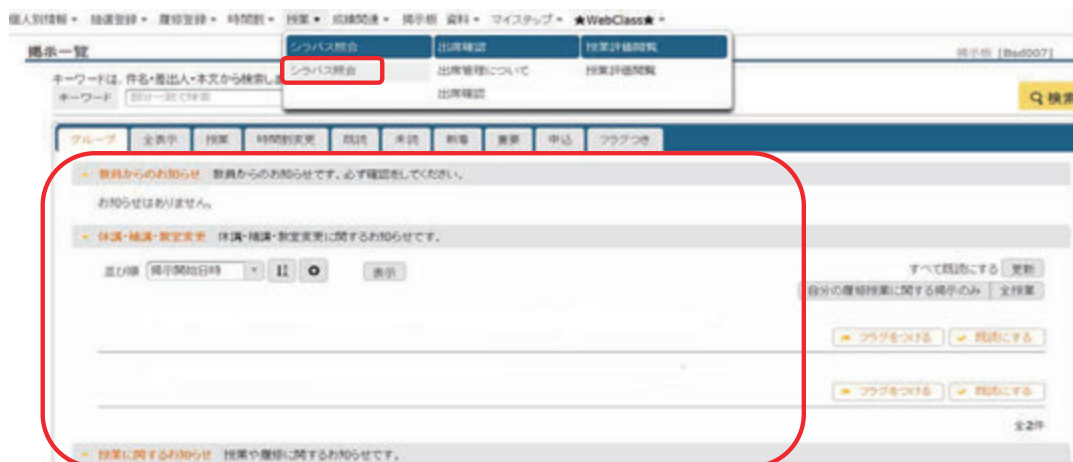 個人別情報 抽選登録 履修登録 時間割 授業 成績関連 掲示板 資料 マイステップ ★WebClass★
シラバス照会 出席確認 授業評価閲覧
掲示一覧 掲示板 [Bsd007]
シラバス照会 出席管理について 授業評価閲覧
キーワードは、件名・差出人・本文から検索し
出席確認
キーワード 部分一致で検索 検索
グループ 全表示 授業 時間割変更 既読 未読 新着 重要 申込 フラグつき
教員からのお知らせ 教員からのお知らせです。必ず確認をしてください。
お知らせはありません。
休講・補講・教室変更 休講・補講・教室変更に関するお知らせです。
並び順 掲示開始日時 表示 すべて既読にする 更新
自分の履修授業に関する掲示のみ 全授業
フラグをつける 既読にする
フラグをつける 既読にする
全2件
授業に関するお知らせ 授業や履修に関するお知らせです。